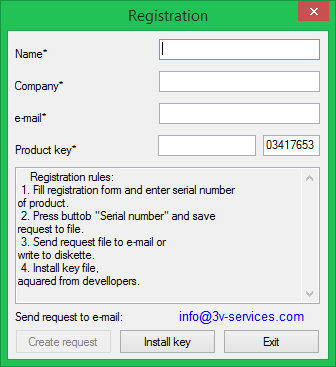 Registration
Name*
Company*
e-mail*
Product key*
03417653
Registration rules:
1. Fill registration form and enter serial number
of product.
2. Press buttob "Serial number" and save
request to file.
3. Send request file to e-mail or
write to diskette.
4. Install key file,
aquared from devellopers.
Send request to e-mail:
info@3v-services.com
Create request
Install key
Exit